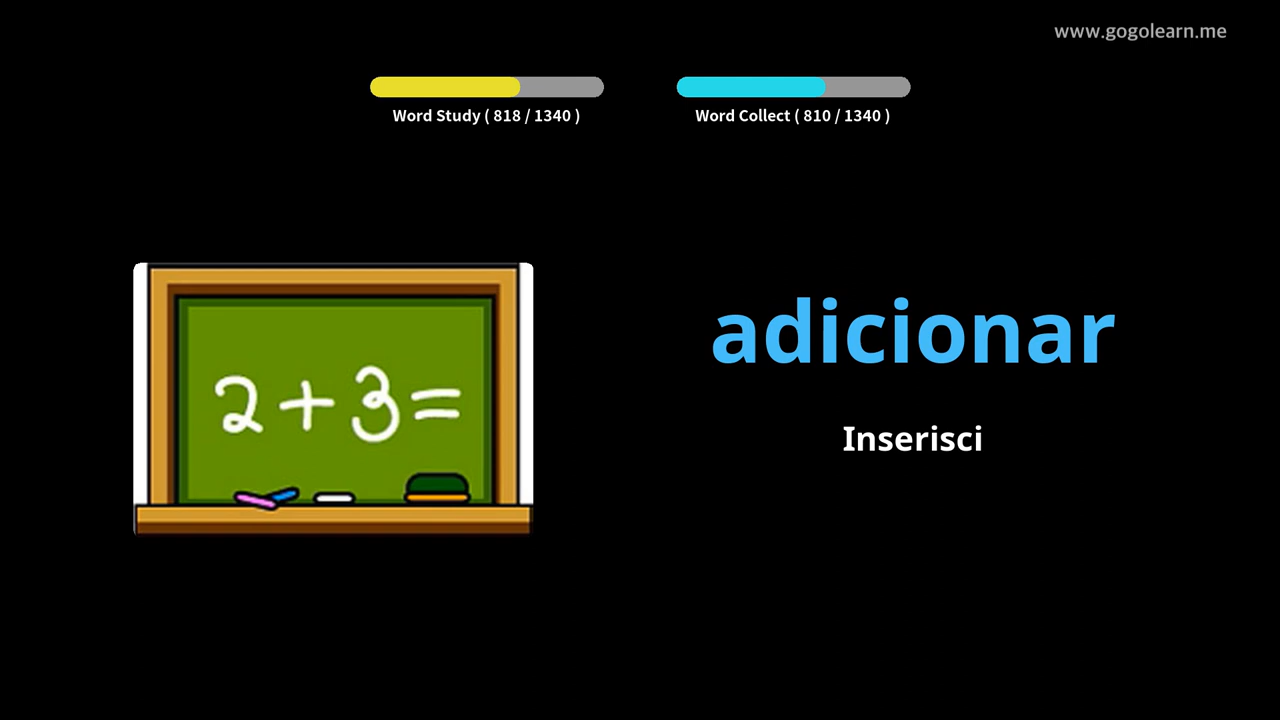 www.gogolearn.me
Word Study ( 818 / 1340 )
Word Collect ( 810 / 1340 )
2+3=
adicionar
Inserisci